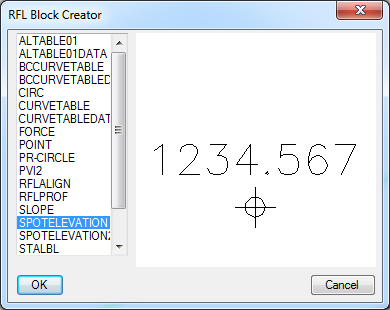 RFL Block Creator
ALTABLE01
ALTABLE01DATA
BCCURVETABLE
BCCURVETABLED
CIRC
CURVETABLE
CURVETABLEDAT
FORCE
POINT
PR-CIRCLE
PVI2
RFLALIGN
RFLPROF
SLOPE
SPOTELEVATION
SPOTELEVATION2
STALBL
1234.567
OK
Cancel